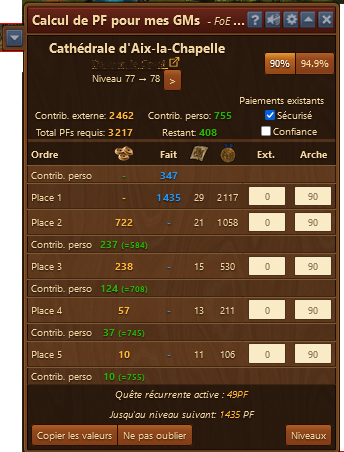 Calcul de PF pour mes GMs - FoE ...
Cathédrale d'Aix-la-Chapelle
Niveau 77 → 78 >
90% 94.9%
Paiements existants
Contrib. externe: 2462 Contrib. perso: 755 Sécurisé
Total PFs requis: 3217 Restant: 408 Confiance
Ordre Fait Ext. Arche
Contrib. perso - 347
Place 1 - 1435 29 2117 0 90
Place 2 722 - 21 1058 0 90
Contrib. perso 237 (=584)
Place 3 238 - 15 530 0 90
Contrib. perso 124 (=708)
Place 4 57 - 13 211 0 90
Contrib. perso 37 (=745)
Place 5 10 - 11 106 0 90
Contrib. perso 10 (=755)
Quête récurrente active : 49PF
Jusqu'au niveau suivant: 1435 PF
Copier les valeurs Ne pas oublier Niveaux